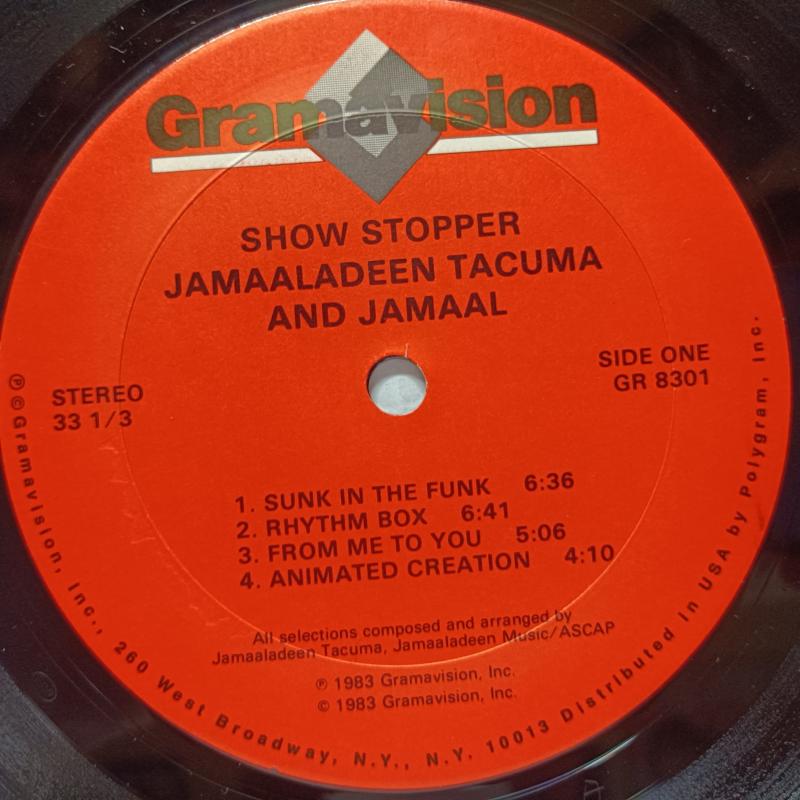 Gramavision
SHOW STOPPER
JAMAALADEEN TACUMA
AND JAMAAL
STEREO
33 1/3
SIDE ONE
GR 8301
1. SUNK IN THE FUNK 6:36
2. RHYTHM BOX 6:41
3. FROM ME TO YOU 5:06
4. ANIMATED CREATION 4:10
All selections composed and arranged by
Jamaaladeen Tacuma, Jamaaladeen Music/ASCAP
℗ 1983 Gramavision, Inc.
© 1983 Gramavision, Inc.
℗ © Gramavision, Inc., 260 West Broadway, N.Y., N.Y. 10013 Distributed in USA by Polygram, Inc.
A